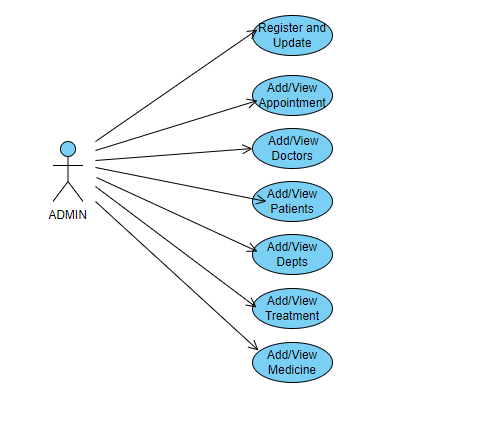 Register and
Update
Add/View
Appointment
Add/View
Doctors
Add/View
Patients
ADMIN
Add/View
Depts
Add/View
Treatment
Add/View
Medicine